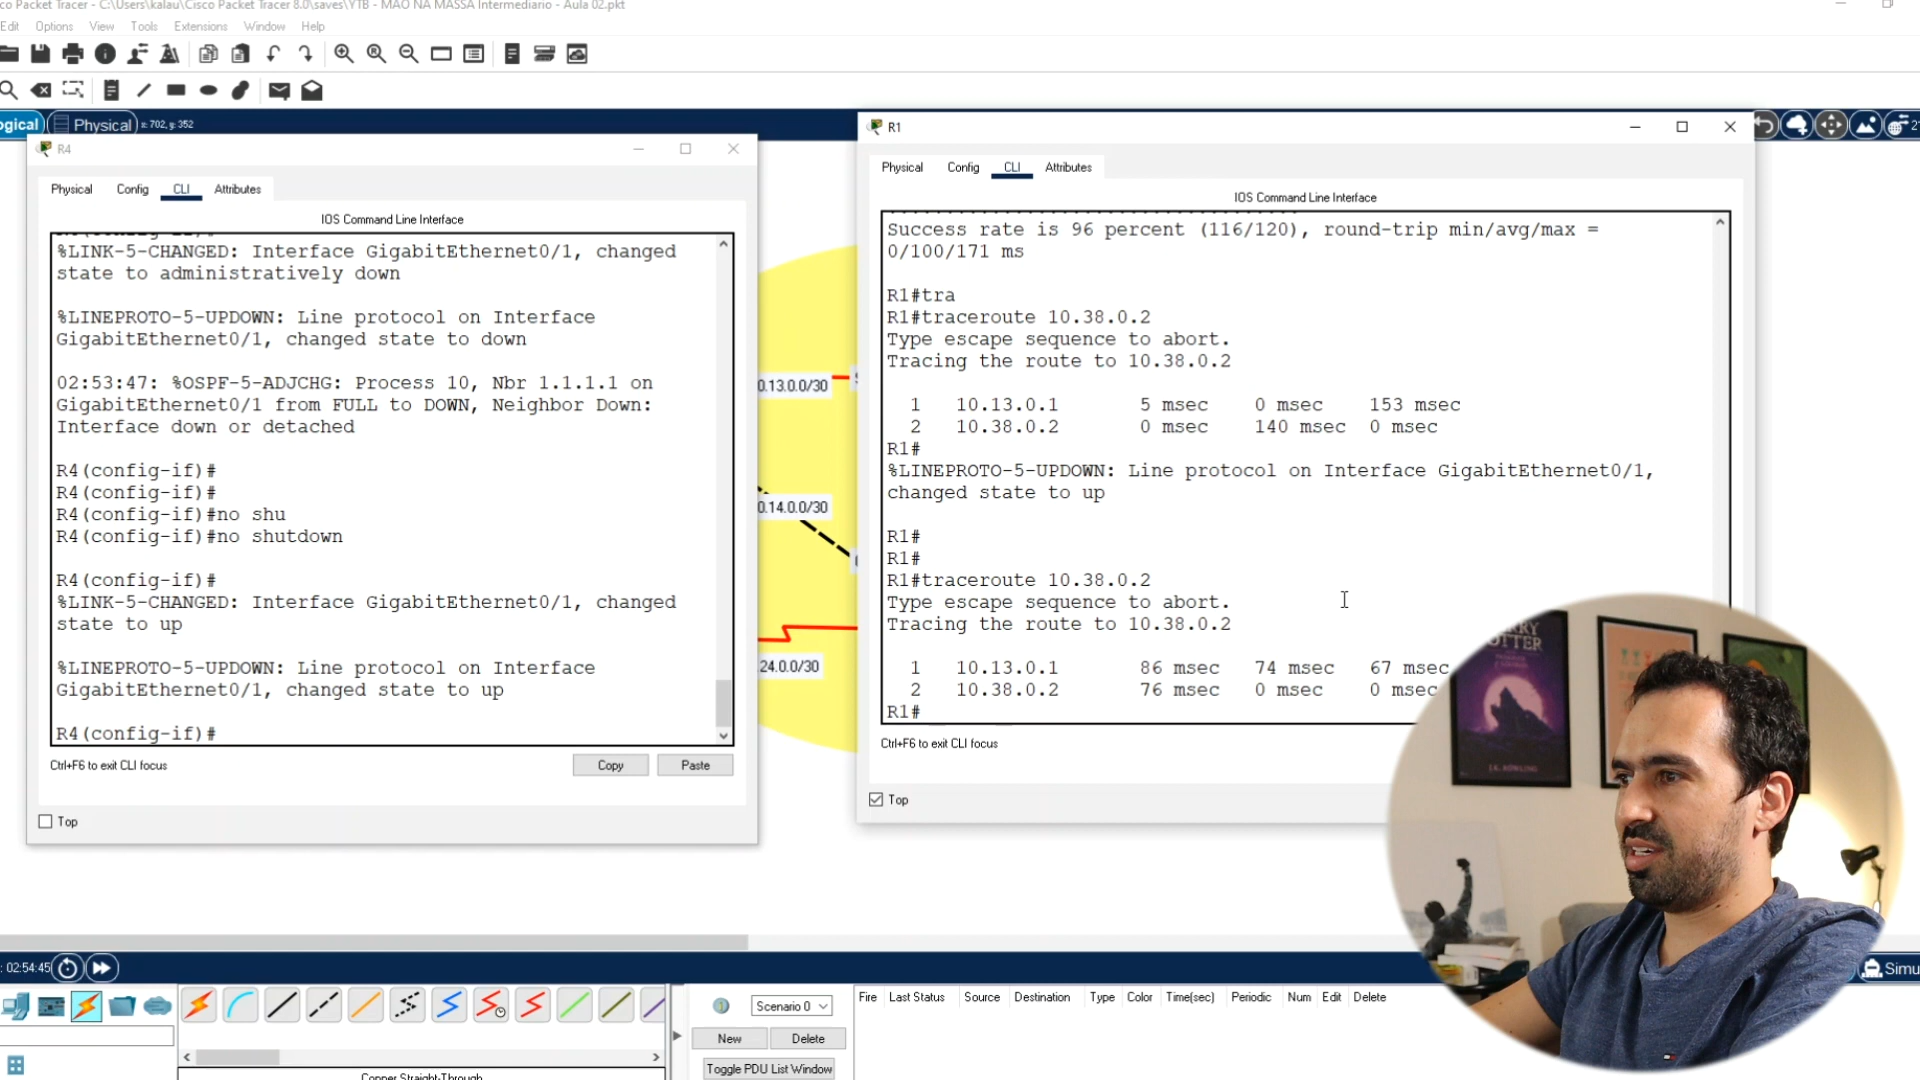 co Packet Tracer - C:\Users\kalau\Cisco Packet Tracer 8.0\saves\YTB - MAO NA MASSA Intermediario - Aula 02.pkt
Edit Options View Tools Extensions Window Help
ogical Physical x: 702, y: 352
R4
Physical Config CLI Attributes
IOS Command Line Interface
%LINK-5-CHANGED: Interface GigabitEthernet0/1, changed
state to administratively down
%LINEPROTO-5-UPDOWN: Line protocol on Interface
GigabitEthernet0/1, changed state to down
02:53:47: %OSPF-5-ADJCHG: Process 10, Nbr 1.1.1.1 on
GigabitEthernet0/1 from FULL to DOWN, Neighbor Down:
Interface down or detached
R4(config-if)#
R4(config-if)#
R4(config-if)#no shu
R4(config-if)#no shutdown
R4(config-if)#
%LINK-5-CHANGED: Interface GigabitEthernet0/1, changed
state to up
%LINEPROTO-5-UPDOWN: Line protocol on Interface
GigabitEthernet0/1, changed state to up
R4(config-if)#
Ctrl+F6 to exit CLI focus
Copy Paste
Top
0.13.0.0/30
0.14.0.0/30
24.0.0/30
R1
Physical Config CLI Attributes
IOS Command Line Interface
Success rate is 96 percent (116/120), round-trip min/avg/max =
0/100/171 ms
R1#tra
R1#traceroute 10.38.0.2
Type escape sequence to abort.
Tracing the route to 10.38.0.2
1 10.13.0.1 5 msec 0 msec 153 msec
2 10.38.0.2 0 msec 140 msec 0 msec
R1#
%LINEPROTO-5-UPDOWN: Line protocol on Interface GigabitEthernet0/1,
changed state to up
R1#
R1#
R1#traceroute 10.38.0.2
Type escape sequence to abort.
Tracing the route to 10.38.0.2
1 10.13.0.1 86 msec 74 msec 67 msec
2 10.38.0.2 76 msec 0 msec 0 msec
R1#
Ctrl+F6 to exit CLI focus
Top
J.K. ROWLING
: 02:54:45
Simu
Scenario 0
New Delete
Toggle PDU List Window
Fire Last Status Source Destination Type Color Time(sec) Periodic Num Edit Delete
Copper Straight-Through